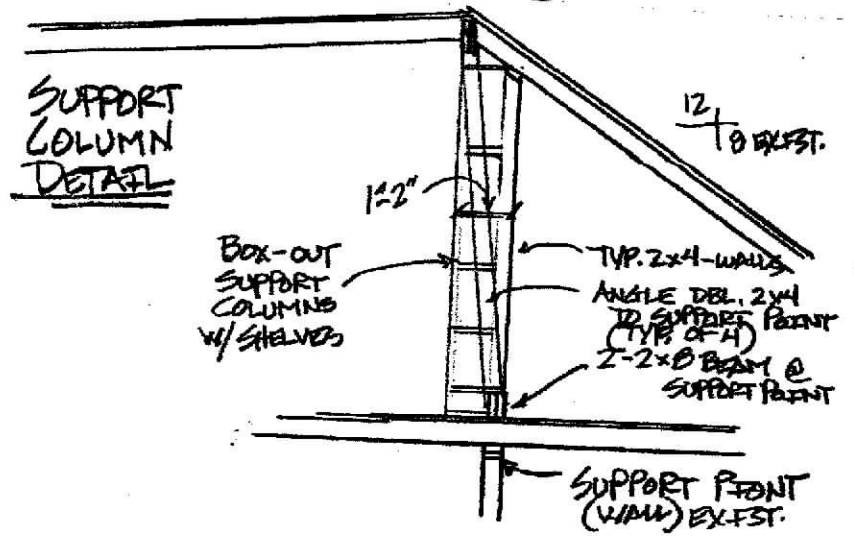 SUPPORT
COLUMN
DETAIL
12
8 EXIST.
1'-2"
BOX-OUT
SUPPORT
COLUMNS
W/ SHELVES
TYP. 2x4-WALLS
ANGLE DBL. 2x4
TO SUPPORT POINT
(TYP. OF 4)
2-2x8 BEAM @
SUPPORT POINT
SUPPORT POINT
(WALL) EXIST.